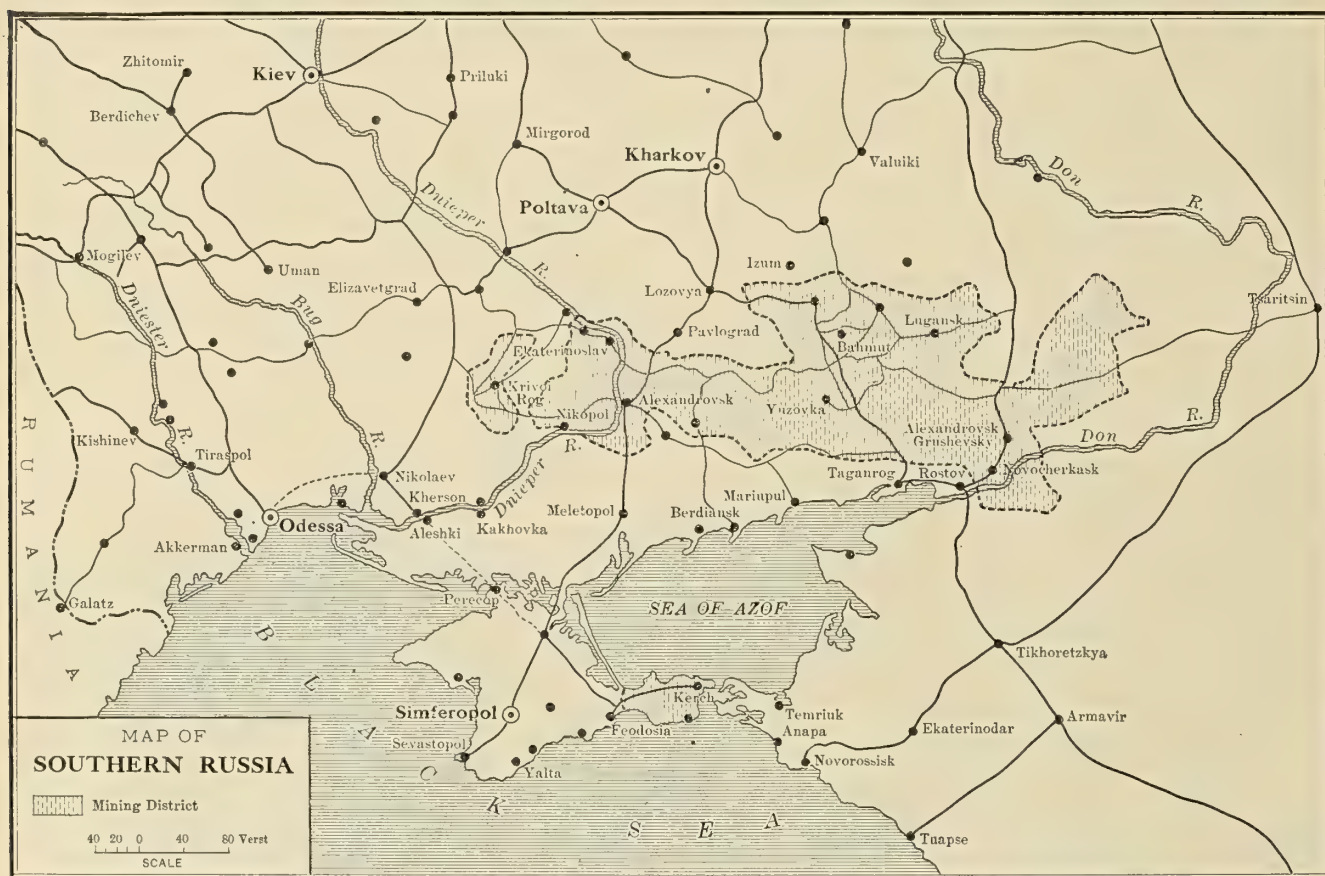 Zhitomir
Kiev
Priluki
Berdichev
Mirgorod
Kharkov
Valuiki
Don
R.
Dnieper
R.
Poltava
Mogilev
Uman
Izum
Elizavetgrad
Lozovya
Tsaritsin
Dniester
R.
Bug
R.
Pavlograd
Lugansk
Bahmut
Ekaterinoslav
Krivoi
Rog
Nikopol
Alexandrovsk
Yuzovka
Alexandrovsk
Grushevsky
Don
R.
Kishinev
Tiraspol
Dnieper
R.
Nikolaev
Kherson
Taganrog
Rostov
Novocherkask
Mariupul
Odessa
Aleshki
Kakhovka
Meletopol
Berdiansk
Akkerman
RUMANIA
Galatz
Perecop
SEA OF AZOF
BLACK SEA
Tikhoretzkya
Simferopol
Kerch
Temriuk
Anapa
Ekaterinodar
Armavir
Sevastopol
Feodosia
Yalta
Novorossisk
Tuapse
MAP OF
SOUTHERN RUSSIA
Mining District
40 20 0 40 80 Verst
SCALE